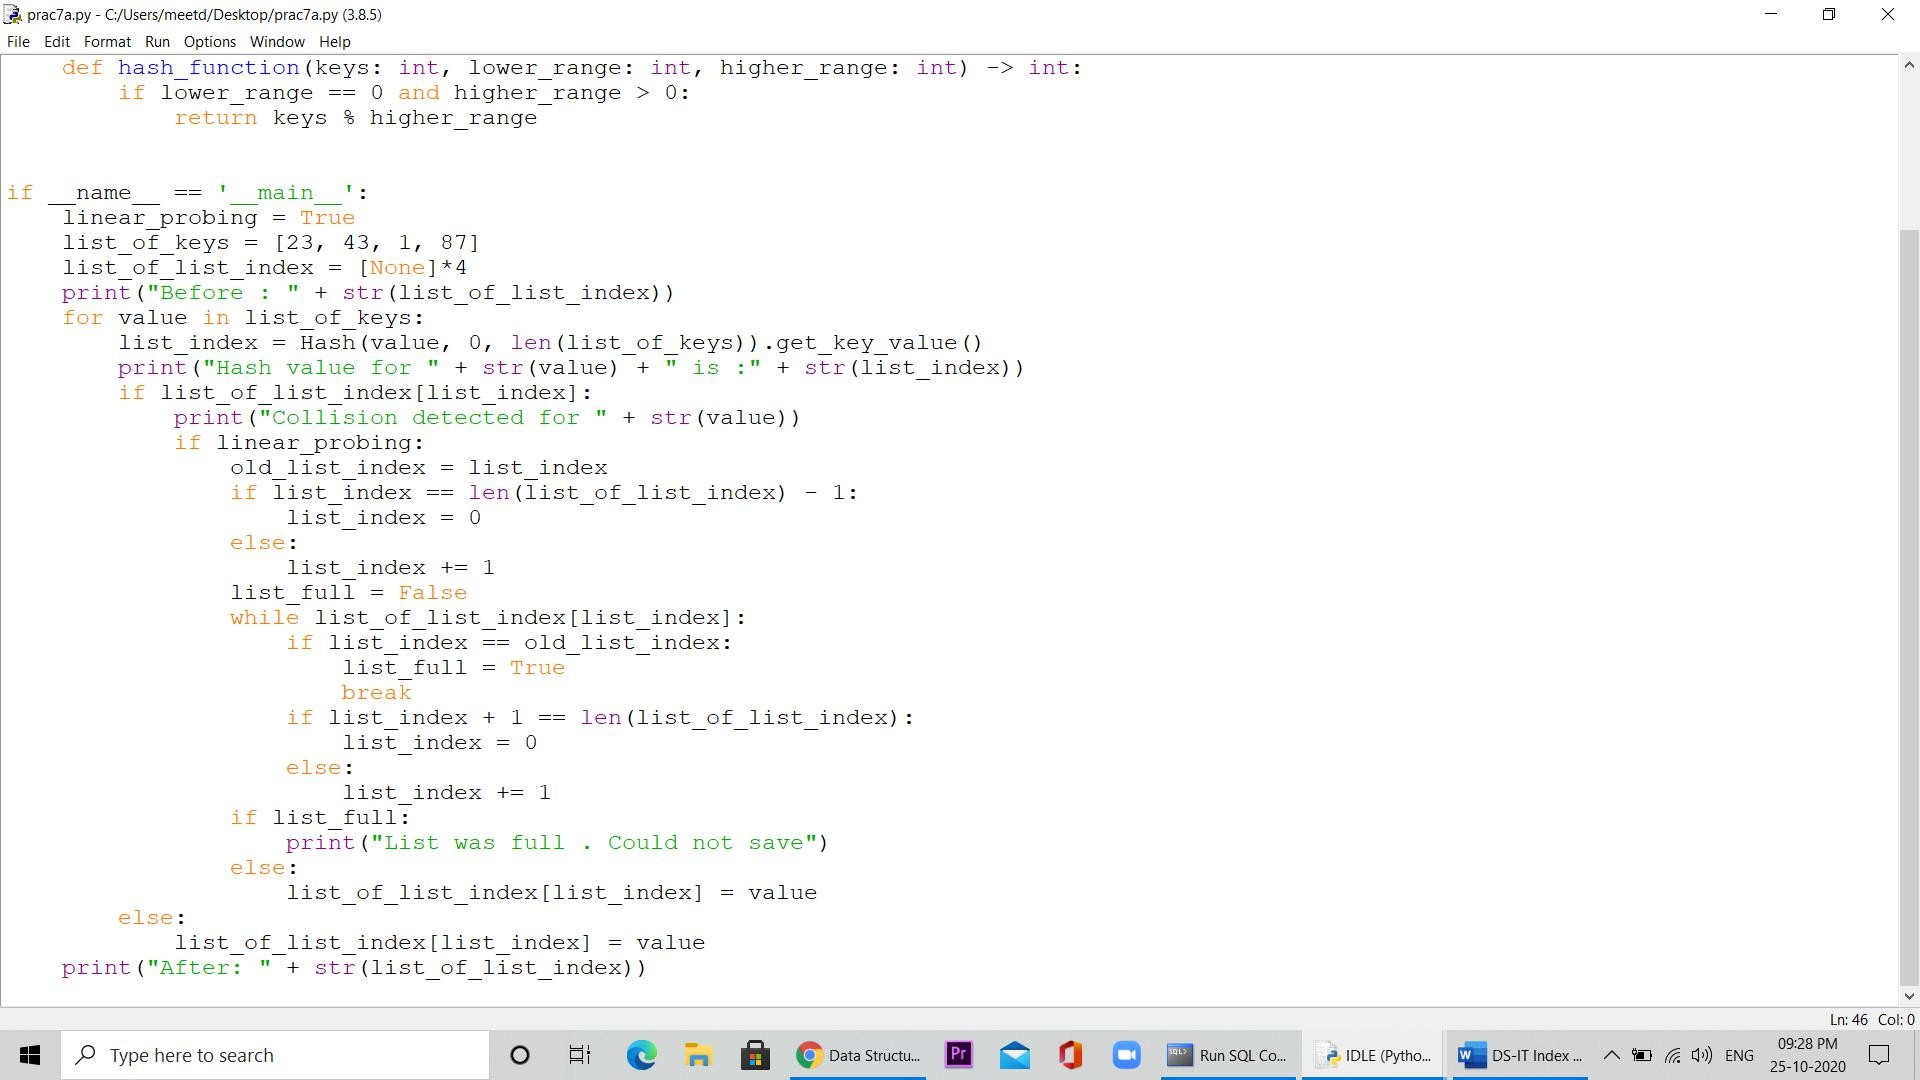 prac7a.py - C:/Users/meetd/Desktop/prac7a.py (3.8.5)
File Edit Format Run Options Window Help
    def hash_function(keys: int, lower_range: int, higher_range: int) -> int:
        if lower_range == 0 and higher_range > 0:
            return keys % higher_range
if __name__ == '__main__':
    linear_probing = True
    list_of_keys = [23, 43, 1, 87]
    list_of_list_index = [None]*4
    print("Before : " + str(list_of_list_index))
    for value in list_of_keys:
        list_index = Hash(value, 0, len(list_of_keys)).get_key_value()
        print("Hash value for " + str(value) + " is :" + str(list_index))
        if list_of_list_index[list_index]:
            print("Collision detected for " + str(value))
            if linear_probing:
                old_list_index = list_index
                if list_index == len(list_of_list_index) - 1:
                    list_index = 0
                else:
                    list_index += 1
                list_full = False
                while list_of_list_index[list_index]:
                    if list_index == old_list_index:
                        list_full = True
                        break
                    if list_index + 1 == len(list_of_list_index):
                        list_index = 0
                    else:
                        list_index += 1
                if list_full:
                    print("List was full . Could not save")
                else:
                    list_of_list_index[list_index] = value
        else:
            list_of_list_index[list_index] = value
    print("After: " + str(list_of_list_index))
Ln: 46 Col: 0
Type here to search
Data Structu...
Pr
SQL>
Run SQL Co...
IDLE (Pytho...
W
DS-IT Index ...
ENG
09:28 PM
25-10-2020